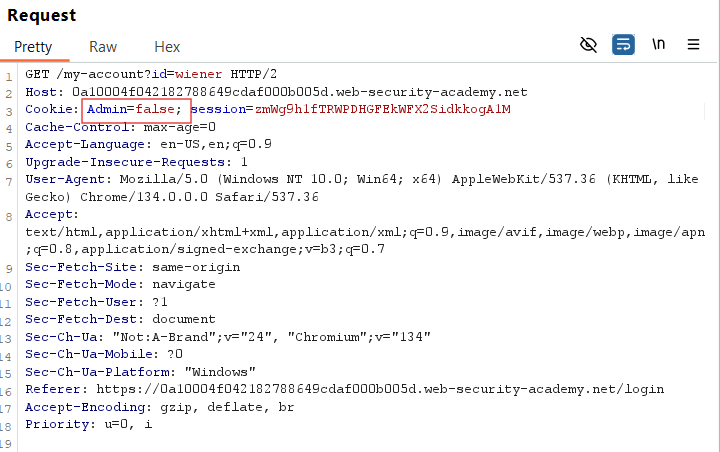 Request
Pretty Raw Hex \n
1 GET /my-account?id=wiener HTTP/2
2 Host: 0a10004f042182788649cdaf000b005d.web-security-academy.net
3 Cookie: Admin=false; session=zmWg9h1fTRWPDHGFEkWFX2SidkkogA1M
4 Cache-Control: max-age=0
5 Accept-Language: en-US,en;q=0.9
6 Upgrade-Insecure-Requests: 1
7 User-Agent: Mozilla/5.0 (Windows NT 10.0; Win64; x64) AppleWebKit/537.36 (KHTML, like
Gecko) Chrome/134.0.0.0 Safari/537.36
8 Accept:
text/html,application/xhtml+xml,application/xml;q=0.9,image/avif,image/webp,image/apn
;q=0.8,application/signed-exchange;v=b3;q=0.7
9 Sec-Fetch-Site: same-origin
10 Sec-Fetch-Mode: navigate
11 Sec-Fetch-User: ?1
12 Sec-Fetch-Dest: document
13 Sec-Ch-Ua: "Not:A-Brand";v="24", "Chromium";v="134"
14 Sec-Ch-Ua-Mobile: ?0
15 Sec-Ch-Ua-Platform: "Windows"
16 Referer: https://0a10004f042182788649cdaf000b005d.web-security-academy.net/login
17 Accept-Encoding: gzip, deflate, br
18 Priority: u=0, i
19